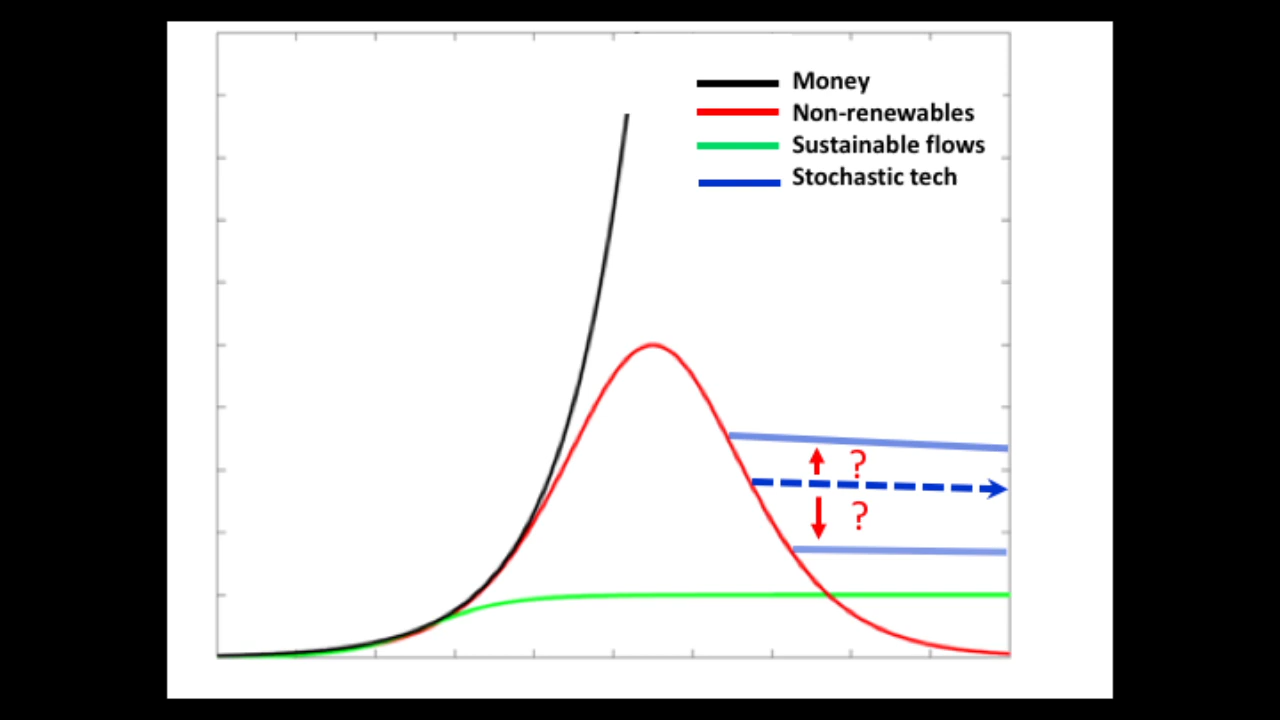 Money
Non-renewables
Sustainable flows
Stochastic tech
?
?